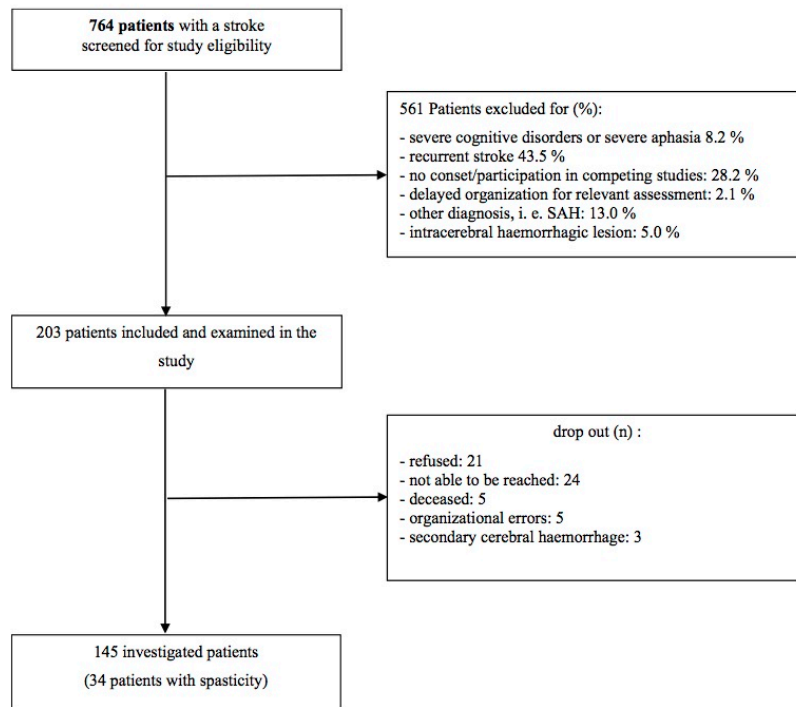 764 patients with a stroke
screened for study eligibility
561 Patients excluded for (%):
- severe cognitive disorders or severe aphasia 8.2 %
- recurrent stroke 43.5 %
- no conset/participation in competing studies: 28.2 %
- delayed organization for relevant assessment: 2.1 %
- other diagnosis, i. e. SAH: 13.0 %
- intracerebral haemorrhagic lesion: 5.0 %
203 patients included and examined in the
study
drop out (n) :
- refused: 21
- not able to be reached: 24
- deceased: 5
- organizational errors: 5
- secondary cerebral haemorrhage: 3
145 investigated patients
(34 patients with spasticity)